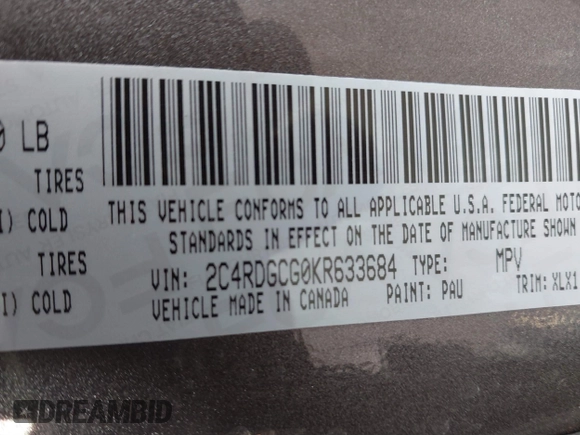 0 LB
TIRES
I) COLD
TIRES
I) COLD
THIS VEHICLE CONFORMS TO ALL APPLICABLE U.S.A. FEDERAL MOTO
STANDARDS IN EFFECT ON THE DATE OF MANUFACTURE SHOWN
VIN: 2C4RDGCG0KR633684 TYPE: MPV
VEHICLE MADE IN CANADA PAINT: PAU TRIM: XLX1
DREAMBID